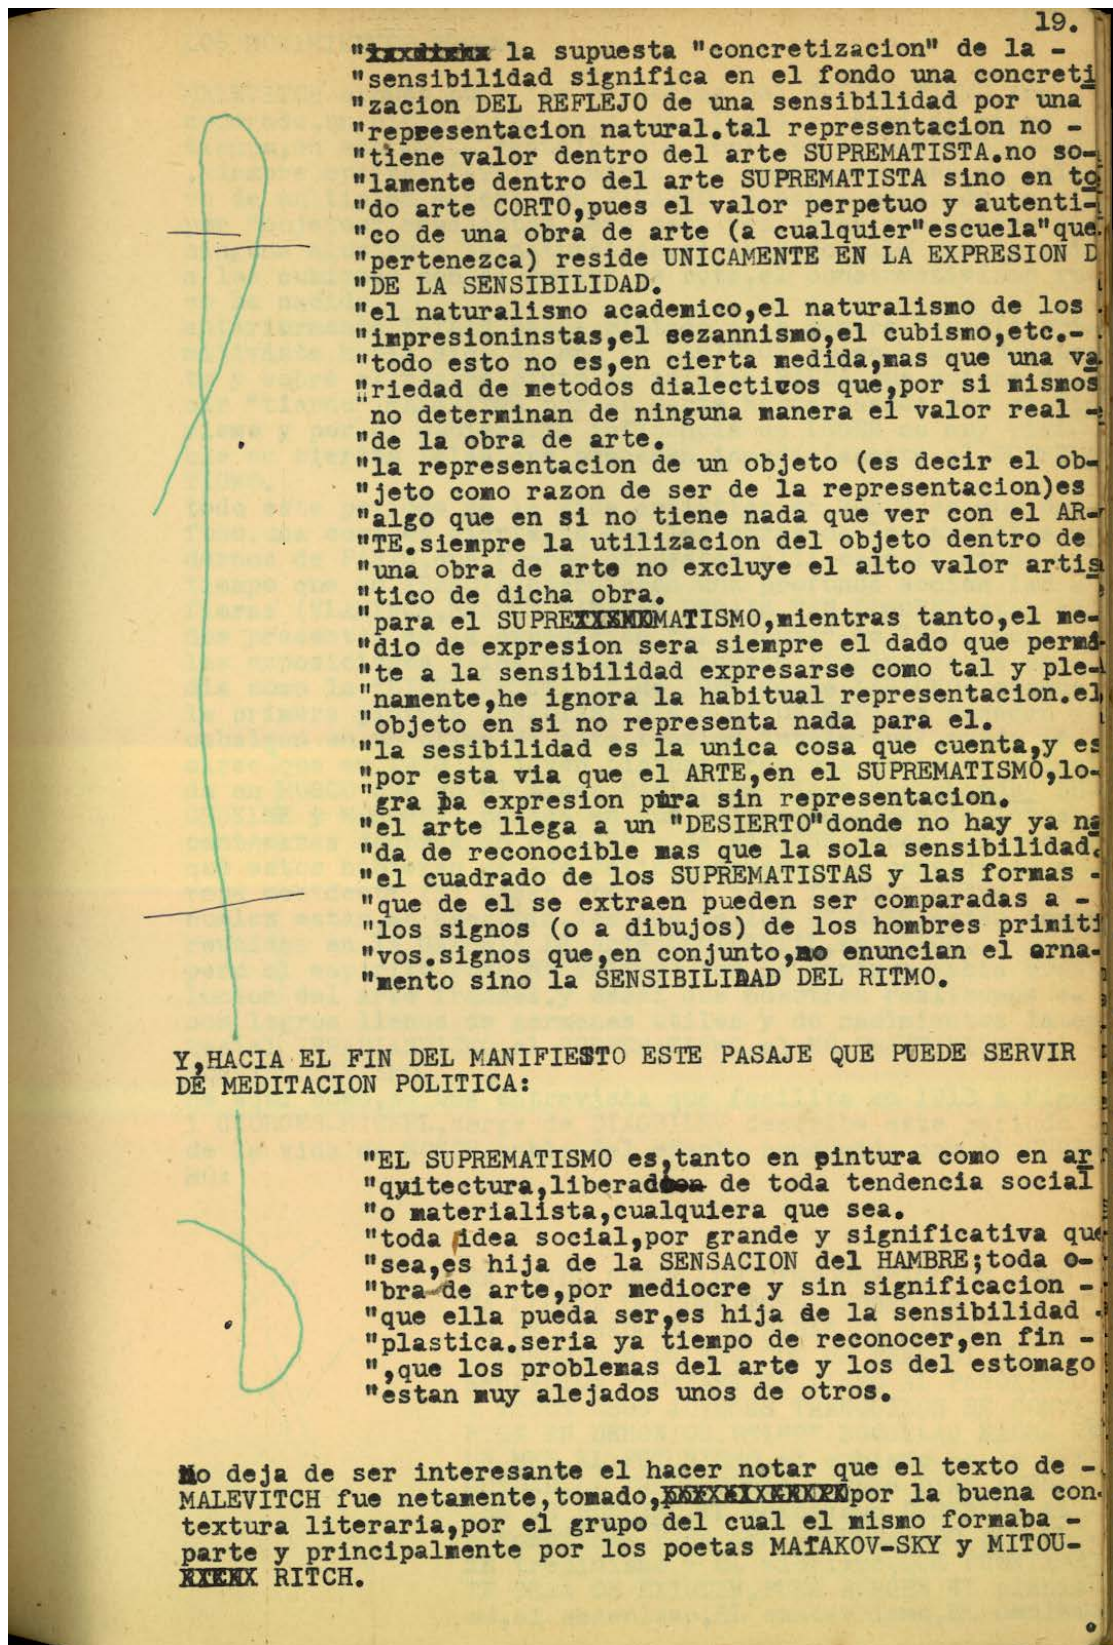 19.
" la supuesta "concretizacion" de la -
"sensibilidad significa en el fondo una concreti
"zacion DEL REFLEJO de una sensibilidad por una
"representacion natural.tal representacion no -
"tiene valor dentro del arte SUPREMATISTA.no so-
"lamente dentro del arte SUPREMATISTA sino en to
"do arte CORTO,pues el valor perpetuo y autenti-
"co de una obra de arte (a cualquier"escuela"que
"pertenezca) reside UNICAMENTE EN LA EXPRESION D
"DE LA SENSIBILIDAD.
"el naturalismo academico,el naturalismo de los
"impresioninstas,el sezannismo,el cubismo,etc.-
"todo esto no es,en cierta medida,mas que una va
"riedad de metodos dialecticos que,por si mismos
"no determinan de ninguna manera el valor real -
"de la obra de arte.
"la representacion de un objeto (es decir el ob-
"jeto como razon de ser de la representacion)es
"algo que en si no tiene nada que ver con el AR-
"TE.siempre la utilizacion del objeto dentro de
"una obra de arte no excluye el alto valor artis
"tico de dicha obra.
"para el SUPREMATISMO,mientras tanto,el me-
"dio de expresion sera siempre el dado que permi-
"te a la sensibilidad expresarse como tal y ple-
"namente,he ignora la habitual representacion.el
"objeto en si no representa nada para el.
"la sesibilidad es la unica cosa que cuenta,y es
"por esta via que el ARTE,en el SUPREMATISMO,lo-
"gra la expresion pura sin representacion.
"el arte llega a un "DESIERTO"donde no hay ya na
"da de reconocible mas que la sola sensibilidad.
"el cuadrado de los SUPREMATISTAS y las formas -
"que de el se extraen pueden ser comparadas a -
"los signos (o a dibujos) de los hombres primiti
"vos.signos que,en conjunto,no enuncian el orna-
"mento sino la SENSIBILIDAD DEL RITMO.
Y,HACIA EL FIN DEL MANIFIESTO ESTE PASAJE QUE PUEDE SERVIR
DE MEDITACION POLITICA:
"EL SUPREMATISMO es,tanto en pintura como en ar
"quitectura,liberado de toda tendencia social
"o materialista,cualquiera que sea.
"toda idea social,por grande y significativa que
"sea,es hija de la SENSACION del HAMBRE;toda o-
"bra de arte,por mediocre y sin significacion -
"que ella pueda ser,es hija de la sensibilidad
"plastica.seria ya tiempo de reconocer,en fin -
",que los problemas del arte y los del estomago
"estan muy alejados unos de otros.
No deja de ser interesante el hacer notar que el texto de -
MALEVITCH fue netamente,tomado, por la buena con
textura literaria,por el grupo del cual el mismo formaba -
parte y principalmente por los poetas MAIAKOV-SKY y MITOU-
RITCH.